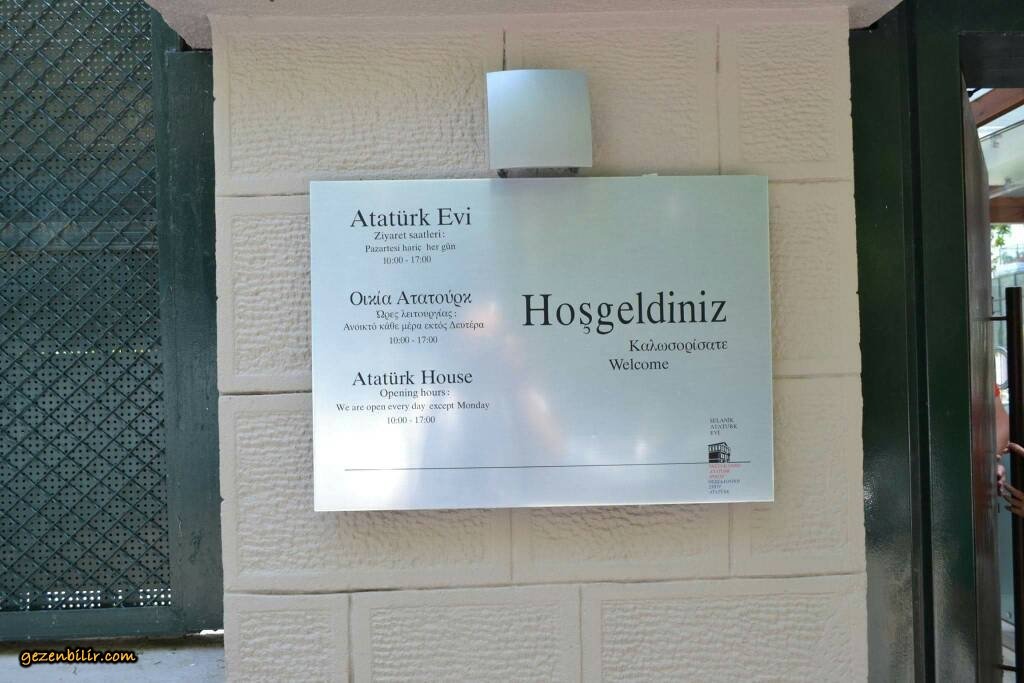 Atatürk Evi
Ziyaret saatleri:
Pazartesi hariç her gün
10:00 - 17:00
Οικία Ατατούρκ
Ώρες λειτουργίας :
Ανοικτό κάθε μέρα εκτός Δευτέρα
10:00 - 17:00
Atatürk House
Opening hours :
We are open every day except Monday
10:00 - 17:00
Hoşgeldiniz
Καλωσορίσατε
Welcome
SELANİK
ATATÜRK
EVİ
gezenbilir.com